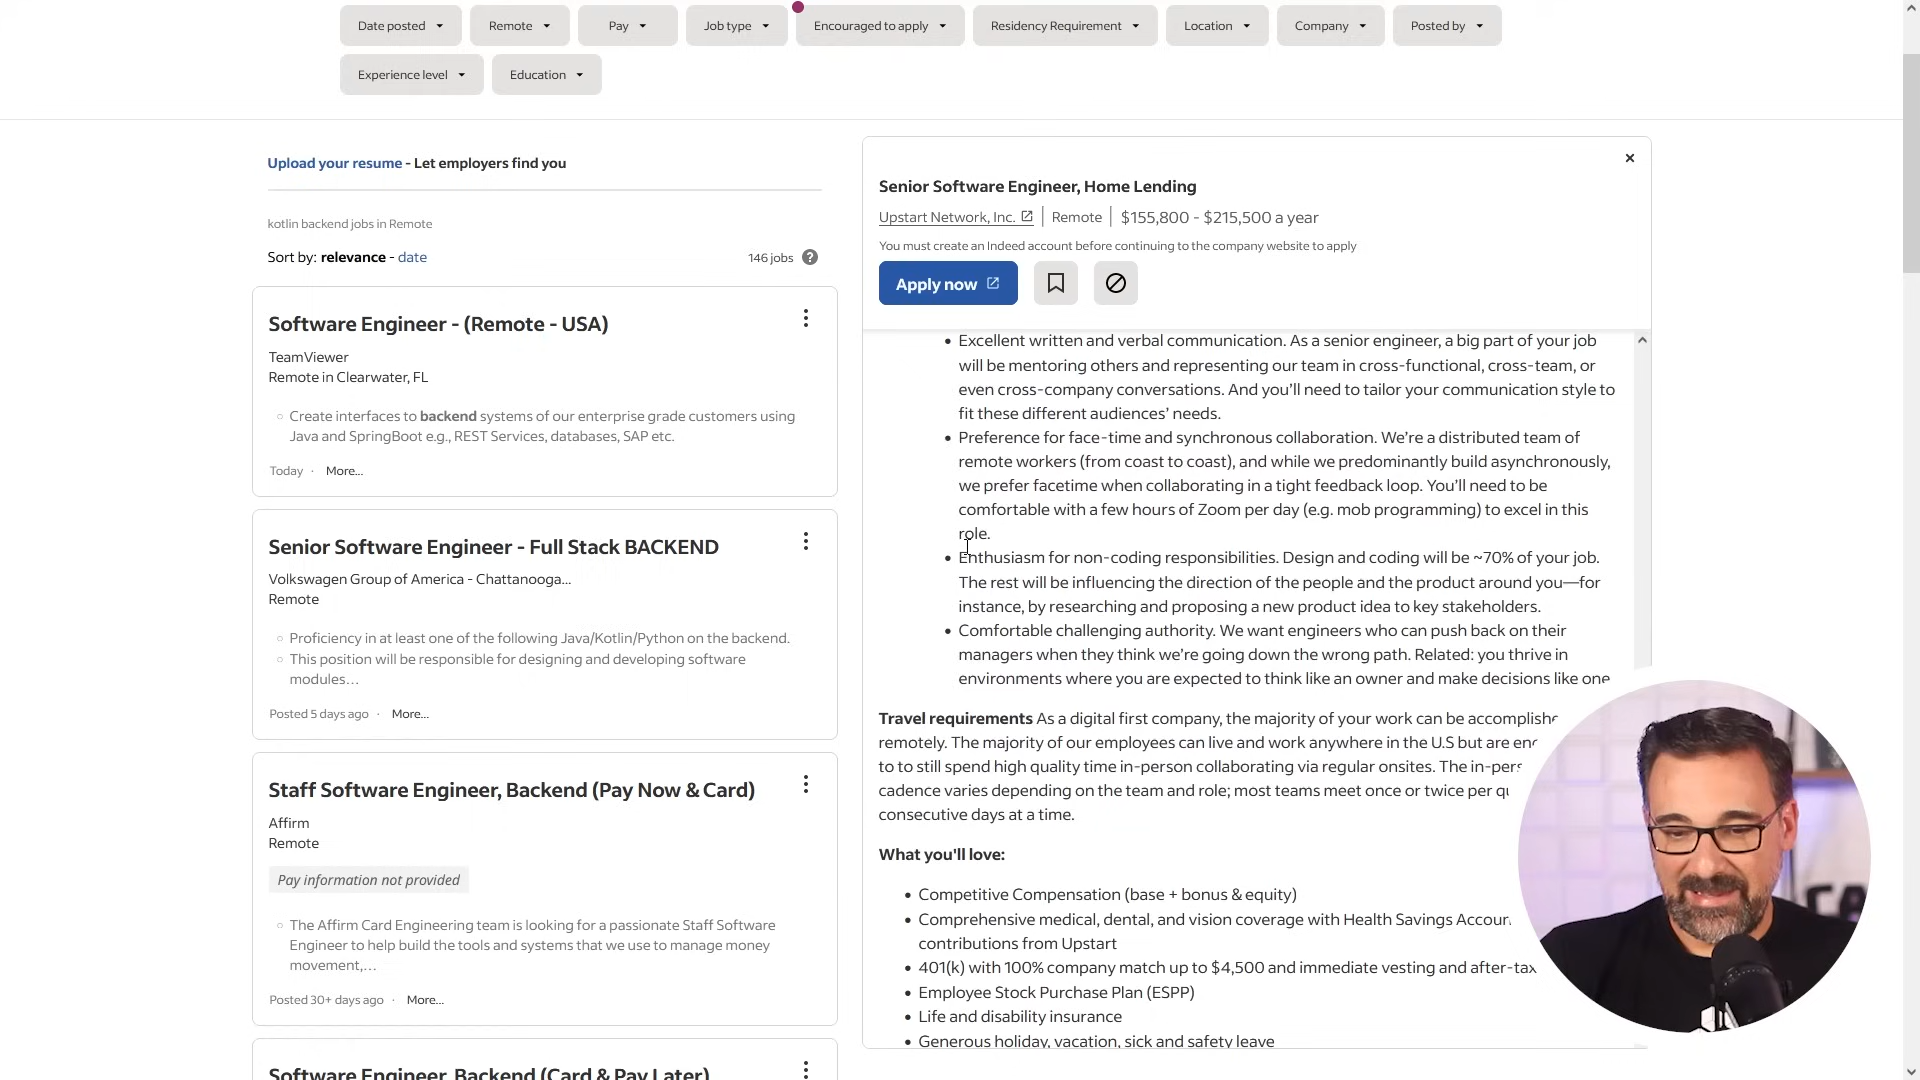 Date posted
Remote
Pay
Job type
Encouraged to apply
Residency Requirement
Location
Company
Posted by
Experience level
Education
Upload your resume - Let employers find you
kotlin backend jobs in Remote
Sort by: relevance - date
146 jobs
Software Engineer - (Remote - USA)
TeamViewer
Remote in Clearwater, FL
Create interfaces to backend systems of our enterprise grade customers using
Java and SpringBoot e.g., REST Services, databases, SAP etc.
Today · More...
Senior Software Engineer - Full Stack BACKEND
Volkswagen Group of America - Chattanooga...
Remote
Proficiency in at least one of the following Java/Kotlin/Python on the backend.
This position will be responsible for designing and developing software
modules…
Posted 5 days ago · More...
Staff Software Engineer, Backend (Pay Now & Card)
Affirm
Remote
Pay information not provided
The Affirm Card Engineering team is looking for a passionate Staff Software
Engineer to help build the tools and systems that we use to manage money
movement,…
Posted 30+ days ago · More...
Software Engineer, Backend (Card & Pay Later)
Senior Software Engineer, Home Lending
Upstart Network, Inc. | Remote | $155,800 - $215,500 a year
You must create an Indeed account before continuing to the company website to apply
Apply now
• Excellent written and verbal communication. As a senior engineer, a big part of your job
will be mentoring others and representing our team in cross-functional, cross-team, or
even cross-company conversations. And you’ll need to tailor your communication style to
fit these different audiences’ needs.
• Preference for face-time and synchronous collaboration. We’re a distributed team of
remote workers (from coast to coast), and while we predominantly build asynchronously,
we prefer facetime when collaborating in a tight feedback loop. You’ll need to be
comfortable with a few hours of Zoom per day (e.g. mob programming) to excel in this
role.
• Enthusiasm for non-coding responsibilities. Design and coding will be ~70% of your job.
The rest will be influencing the direction of the people and the product around you—for
instance, by researching and proposing a new product idea to key stakeholders.
• Comfortable challenging authority. We want engineers who can push back on their
managers when they think we’re going down the wrong path. Related: you thrive in
environments where you are expected to think like an owner and make decisions like one
Travel requirements As a digital first company, the majority of your work can be
remotely. The majority of our employees can live and work anywhere in the U.S but are
to to still spend high quality time in-person collaborating via regular onsites. The
cadence varies depending on the team and role; most teams meet once or twice per
consecutive days at a time.
What you'll love:
• Competitive Compensation (base + bonus & equity)
• Comprehensive medical, dental, and vision coverage with Health Savings
contributions from Upstart
• 401(k) with 100% company match up to $4,500 and immediate vesting and
• Employee Stock Purchase Plan (ESPP)
• Life and disability insurance
• Generous holiday, vacation, sick and safety leave